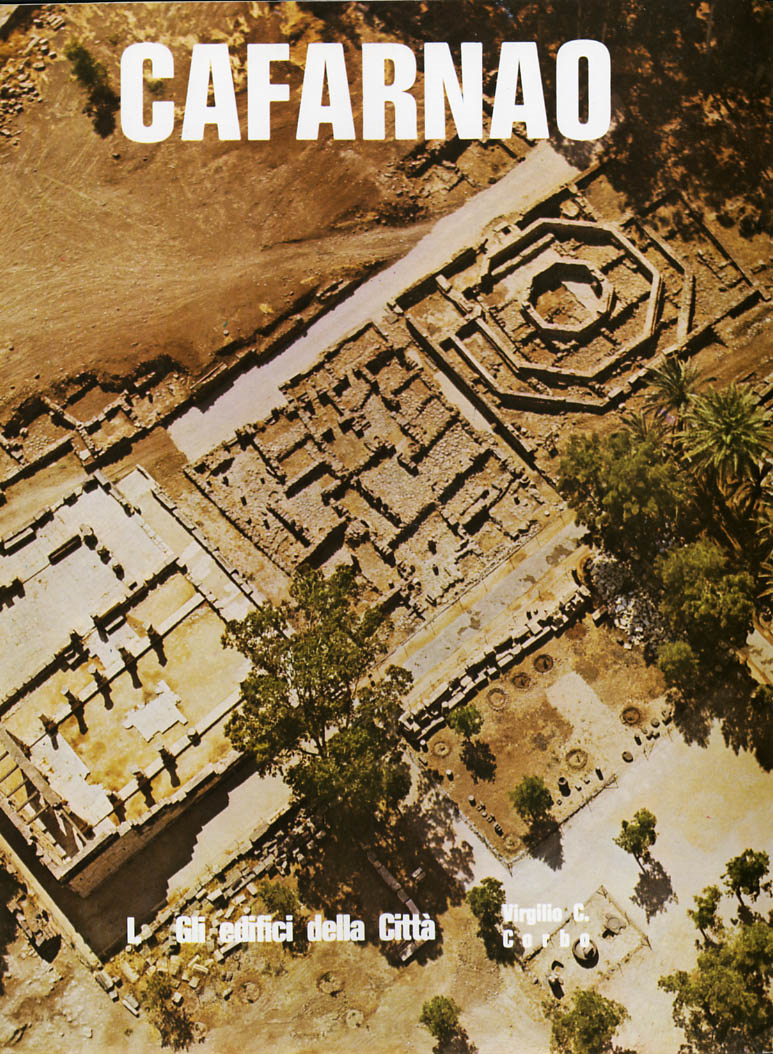 CAFARNAO
I. Gli edifici della Città
Virgilio C.
Corbo